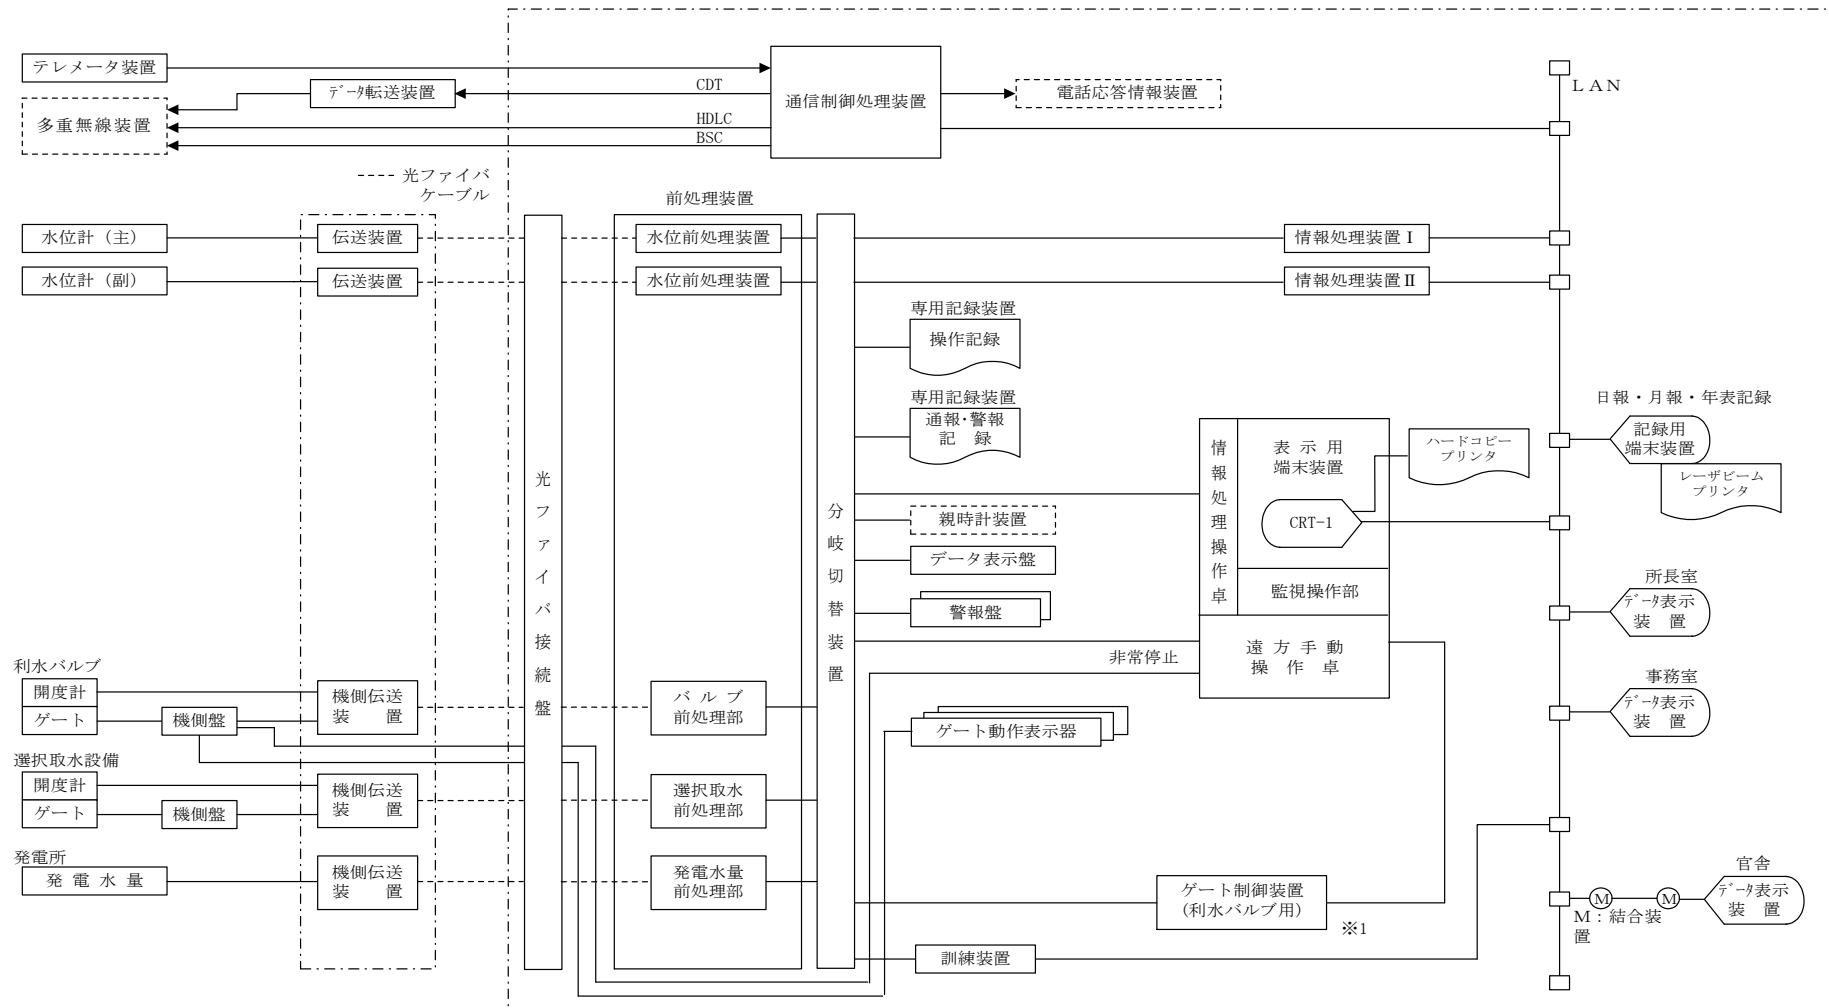 テレメータ装置
データ転送装置
多重無線装置
CDT
HDLC
BSC
通信制御処理装置
電話応答情報装置
LAN
---- 光ファイバ
ケーブル
前処理装置
水位計（主）
伝送装置
水位前処理装置
情報処理装置Ⅰ
水位計（副）
伝送装置
水位前処理装置
情報処理装置Ⅱ
専用記録装置
操作記録
専用記録装置
通報・警報
記　録
光ファイバ接続盤
分岐切替装置
親時計装置
データ表示盤
警報盤
情報処理操作卓
表示用
端末装置
CRT-1
監視操作部
遠方手動
操作卓
非常停止
ハードコピー
プリンタ
日報・月報・年表記録
記録用
端末装置
レーザビーム
プリンタ
所長室
データ表示
装　置
事務室
データ表示
装　置
利水バルブ
開度計
ゲート
機側盤
機側伝送
装　置
バルブ
前処理部
ゲート動作表示器
選択取水設備
開度計
ゲート
機側盤
機側伝送
装　置
選択取水
前処理部
発電所
発電水量
機側伝送
装　置
発電水量
前処理部
ゲート制御装置
(利水バルブ用)
※1
訓練装置
官舎
データ表示
装　置
M
M
M：結合装
置